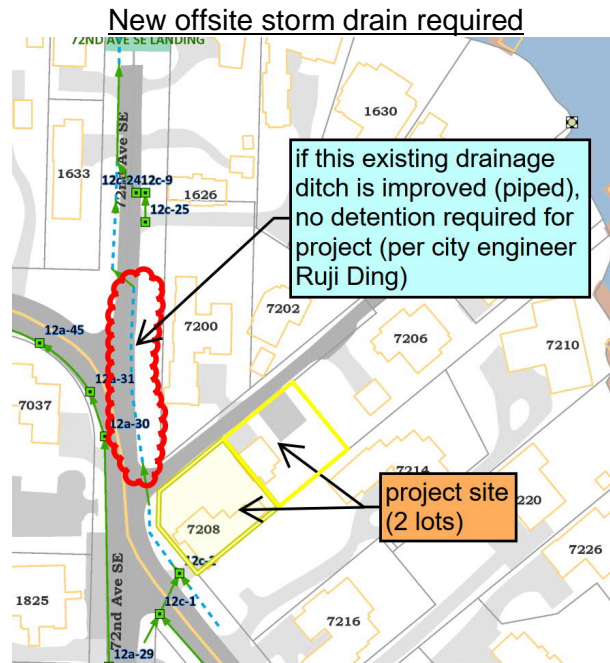 New offsite storm drain required
72ND AVE SE LANDING
1630
72nd Ave SE
1633
12c-24
12c-9
1626
12c-25
if this existing drainage
ditch is improved (piped),
no detention required for
project (per city engineer
Ruji Ding)
7202
7200
7206
7210
12a-45
12a-31
7037
12a-30
7214
project site
(2 lots)
7220
7208
7226
12c-2
72nd Ave SE
1825
12c-1
7216
12a-29